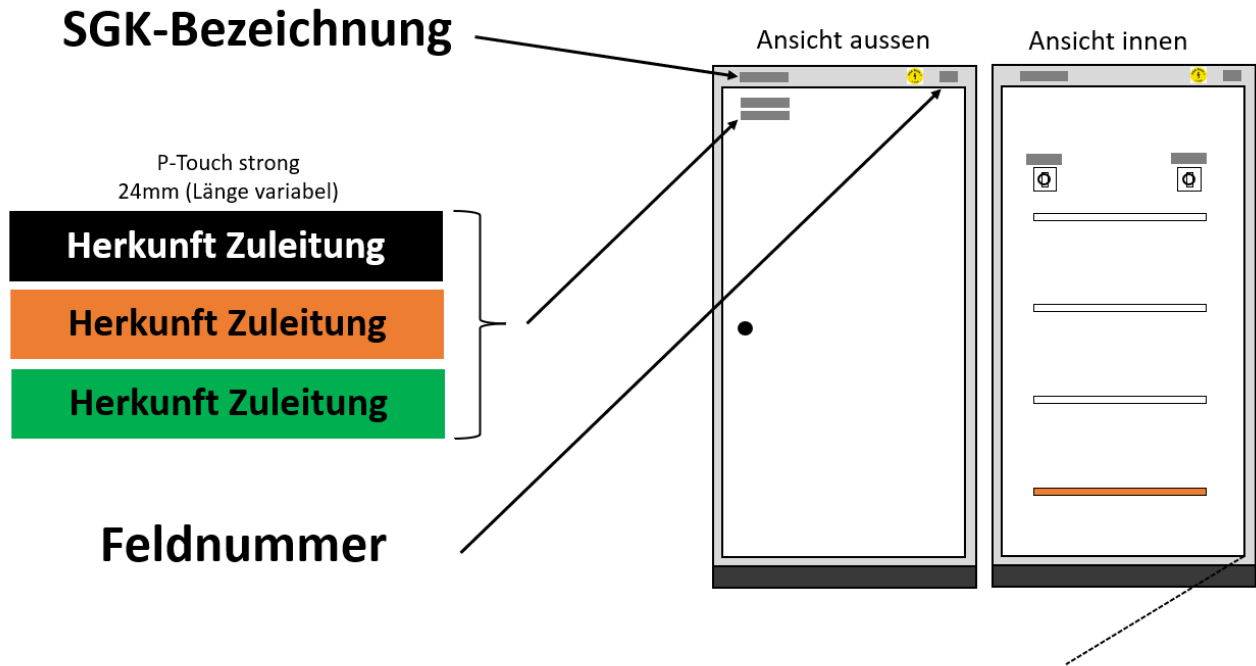 SGK-Bezeichnung
Ansicht aussen
Ansicht innen
P-Touch strong
24mm (Länge variabel)
Herkunft Zuleitung
Herkunft Zuleitung
Herkunft Zuleitung
Feldnummer